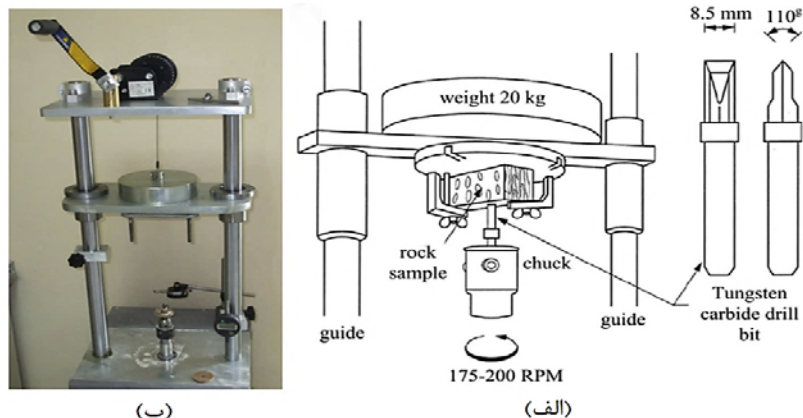 8.5 mm
110ᵍ
weight 20 kg
rock
sample
chuck
Tungsten
carbide drill
bit
guide
guide
175-200 RPM
(ب)
(الف)